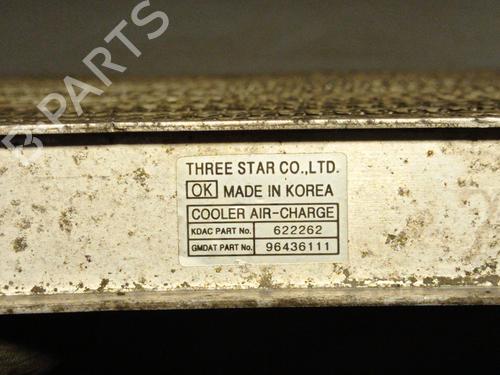 B PARTS
THREE STAR CO.,LTD.
OK MADE IN KOREA
COOLER AIR-CHARGE
KDAC PART No. 622262
GMDAT PART No. 96436111